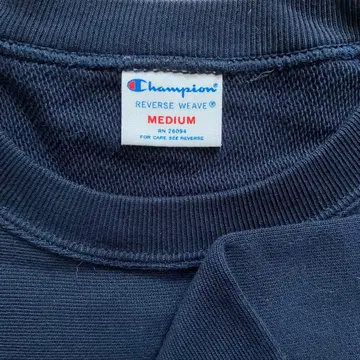 Champion®
REVERSE WEAVE®
MEDIUM
RN 26094
FOR CARE SEE REVERSE